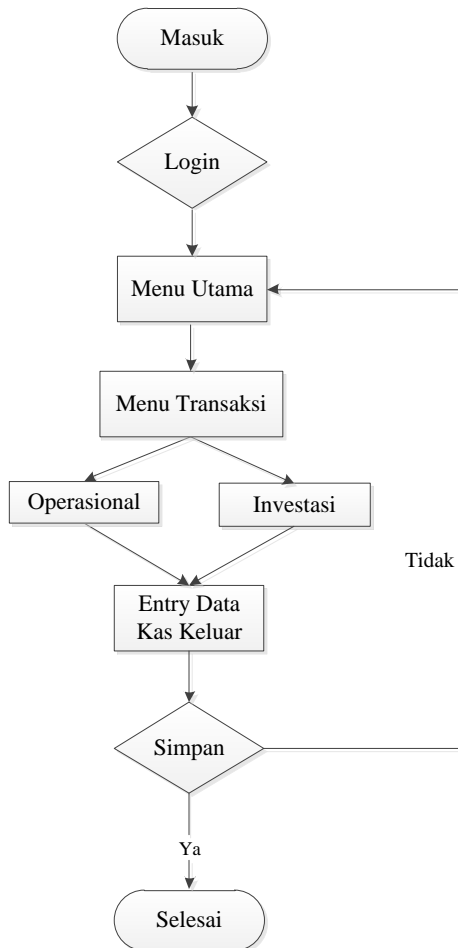 Masuk
Login
Menu Utama
Menu Transaksi
Operasional
Investasi
Tidak
Entry Data
Kas Keluar
Simpan
Ya
Selesai